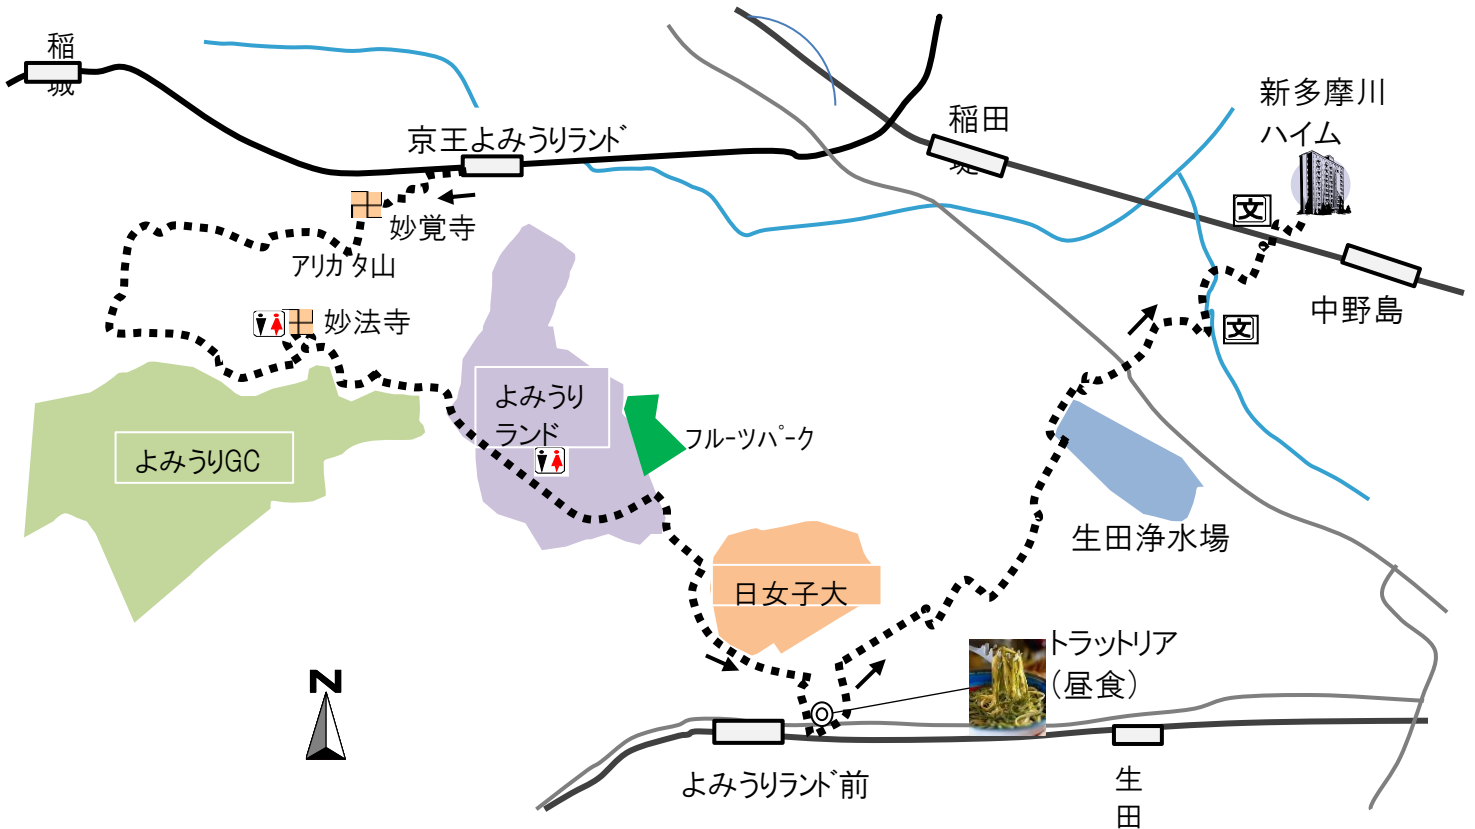 稲
城
京王よみうりランド
稲田
堤
新多摩川
ハイム
妙覚寺
アリカタ山
文
妙法寺
中野島
文
よみうり
ランド
フルーツパーク
よみうりGC
生田浄水場
日女子大
トラットリア
(昼食)
N
よみうりランド前
生
田